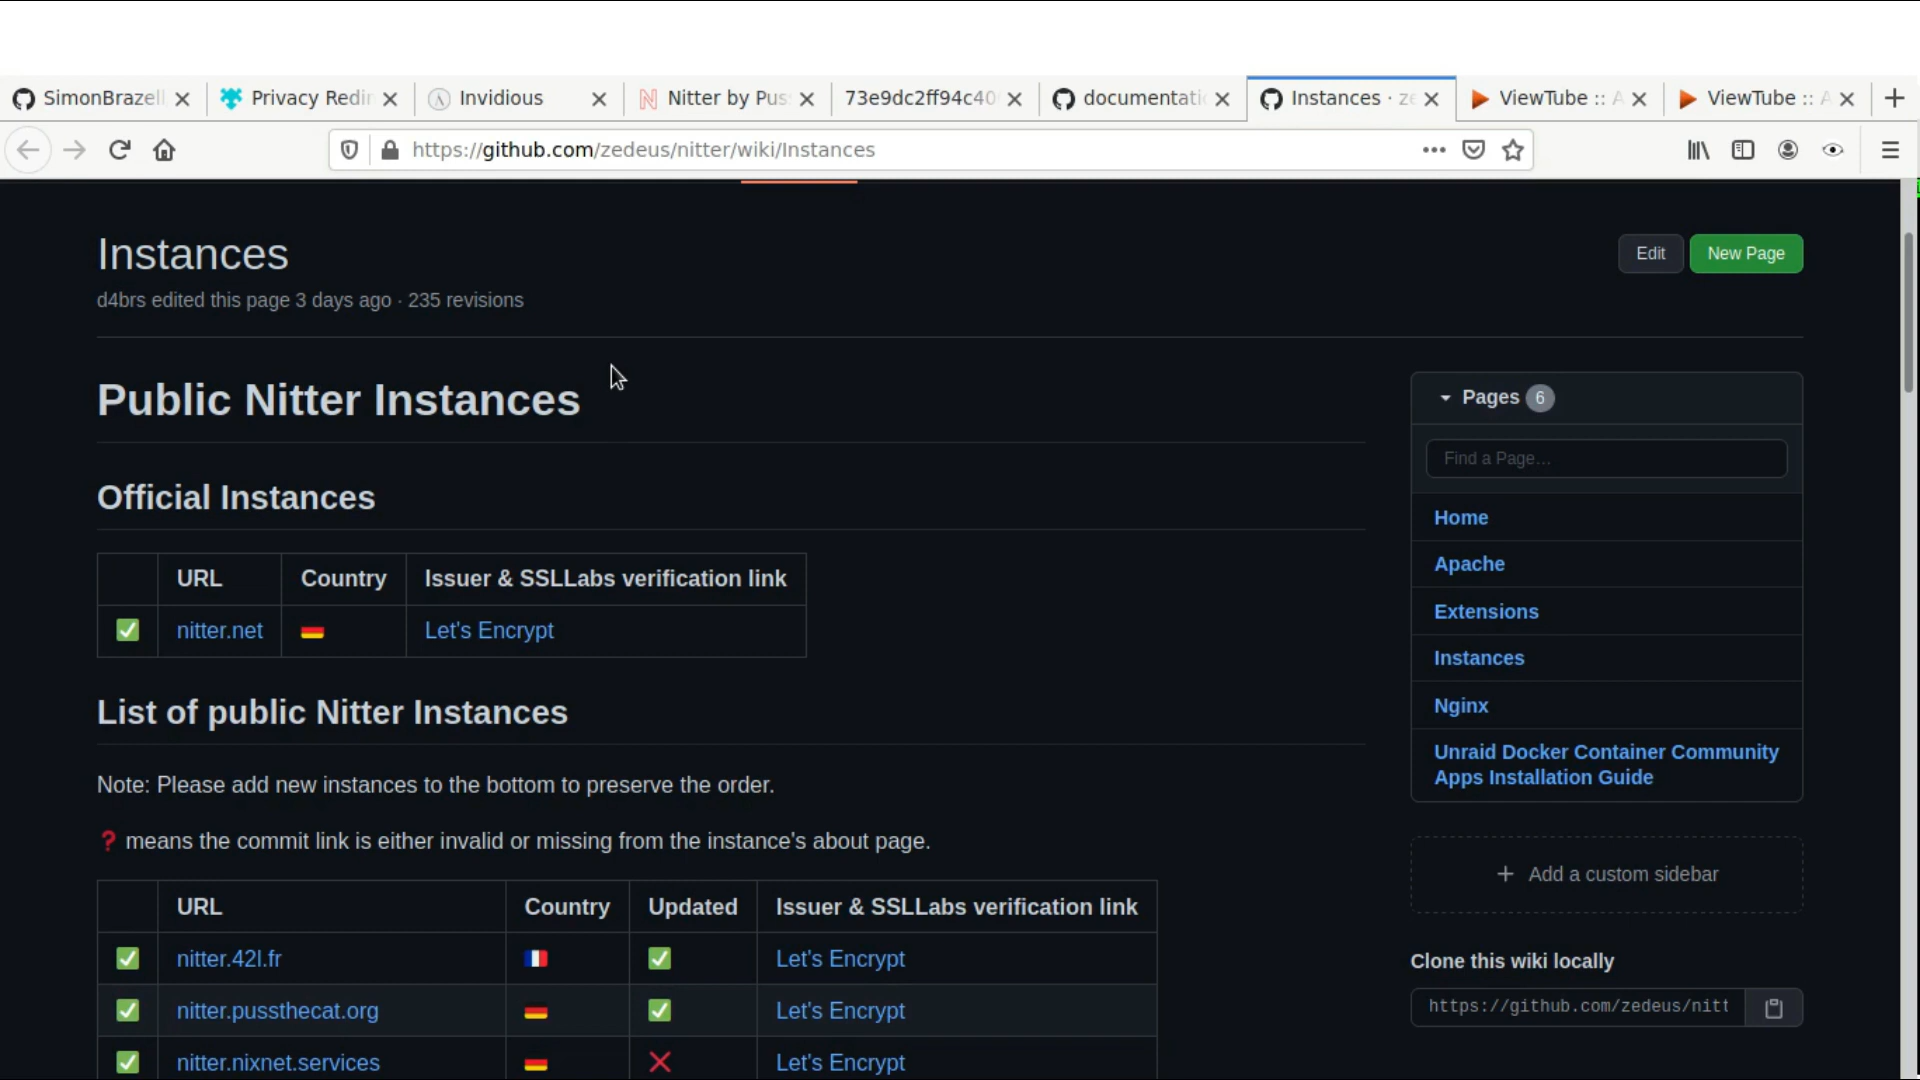 SimonBrazell
Privacy Redir
Invidious
Nitter by Pus
73e9dc2ff94c40
documentati
Instances · ze
ViewTube :: A
ViewTube :: A
https://github.com/zedeus/nitter/wiki/Instances
Instances
Edit
New Page
d4brs edited this page 3 days ago · 235 revisions
Public Nitter Instances
Official Instances
URL Country Issuer & SSLLabs verification link
nitter.net Let's Encrypt
List of public Nitter Instances
Note: Please add new instances to the bottom to preserve the order.
❓ means the commit link is either invalid or missing from the instance's about page.
URL Country Updated Issuer & SSLLabs verification link
nitter.42l.fr Let's Encrypt
nitter.pussthecat.org Let's Encrypt
nitter.nixnet.services Let's Encrypt
Pages 6
Find a Page...
Home
Apache
Extensions
Instances
Nginx
Unraid Docker Container Community
Apps Installation Guide
+ Add a custom sidebar
Clone this wiki locally
https://github.com/zedeus/nitt